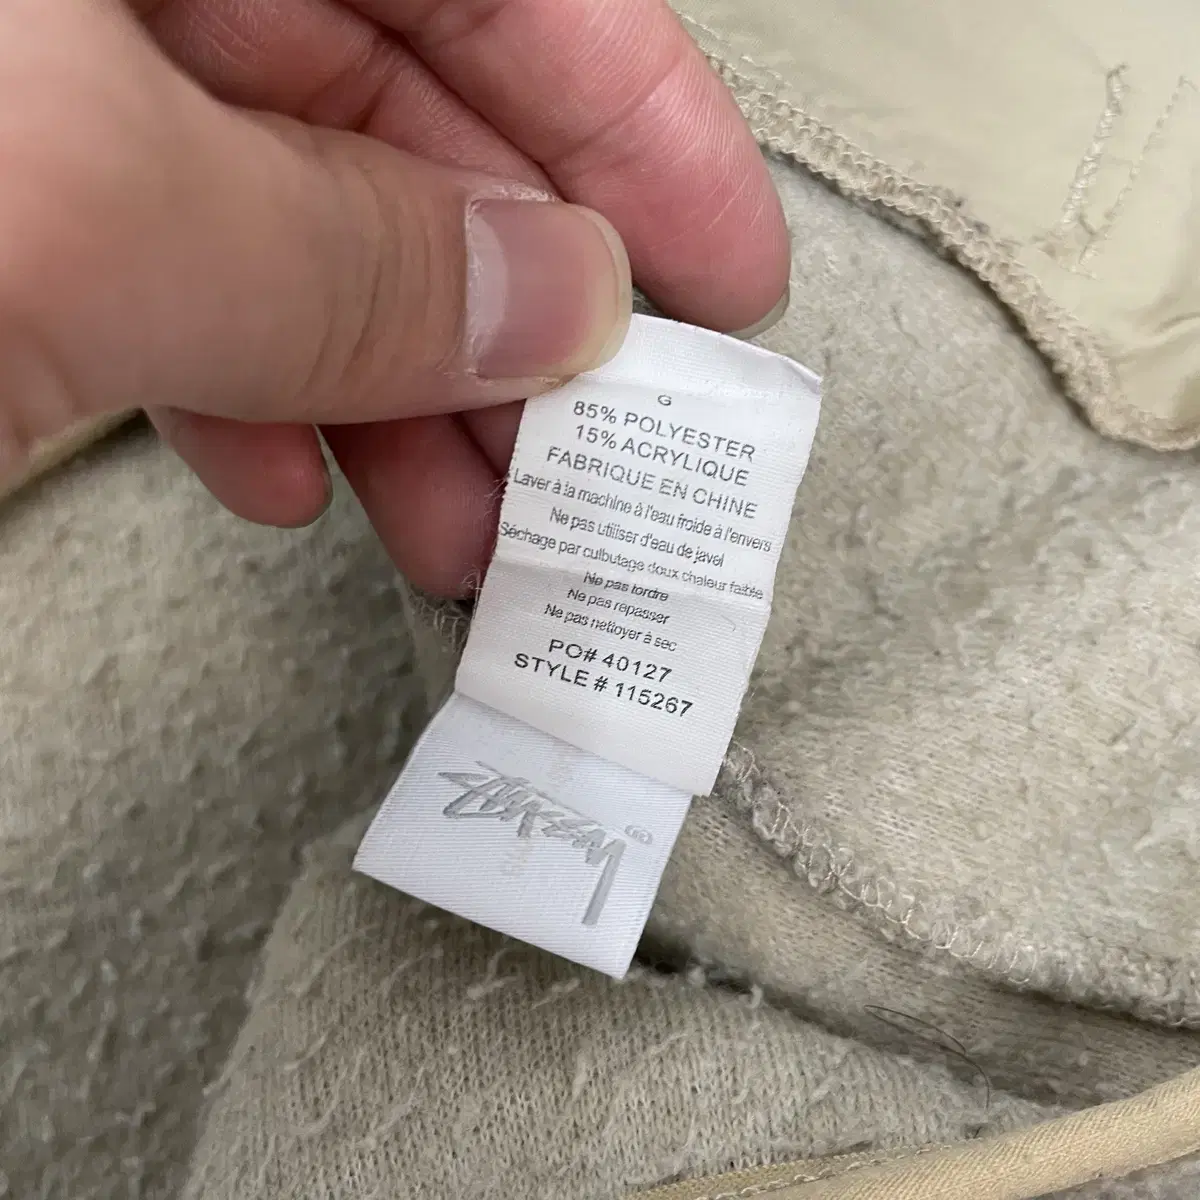 G
85% POLYESTER
15% ACRYLIQUE
FABRIQUE EN CHINE
Laver à la machine à l'eau froide à l'envers
Ne pas utiliser d'eau de javel
Séchage par culbutage doux chaleur faible
Ne pas tordre
Ne pas repasser
Ne pas nettoyer à sec
PO# 40127
STYLE # 115267
STÜSSY ®